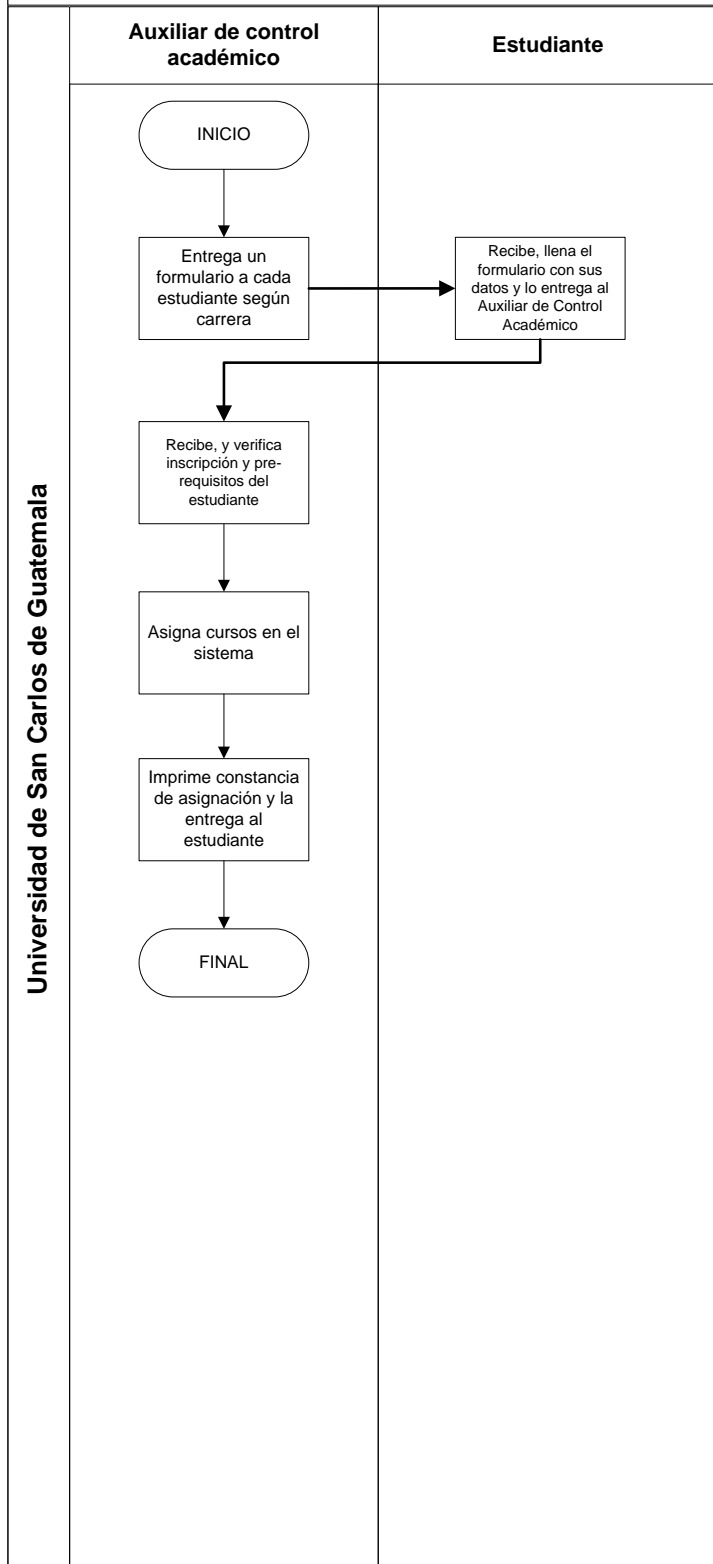 Auxiliar de control
académico
Estudiante
Universidad de San Carlos de Guatemala
INICIO
Entrega un
formulario a cada
estudiante según
carrera
Recibe, llena el
formulario con sus
datos y lo entrega al
Auxiliar de Control
Académico
Recibe, y verifica
inscripción y pre-
requisitos del
estudiante
Asigna cursos en el
sistema
Imprime constancia
de asignación y la
entrega al
estudiante
FINAL